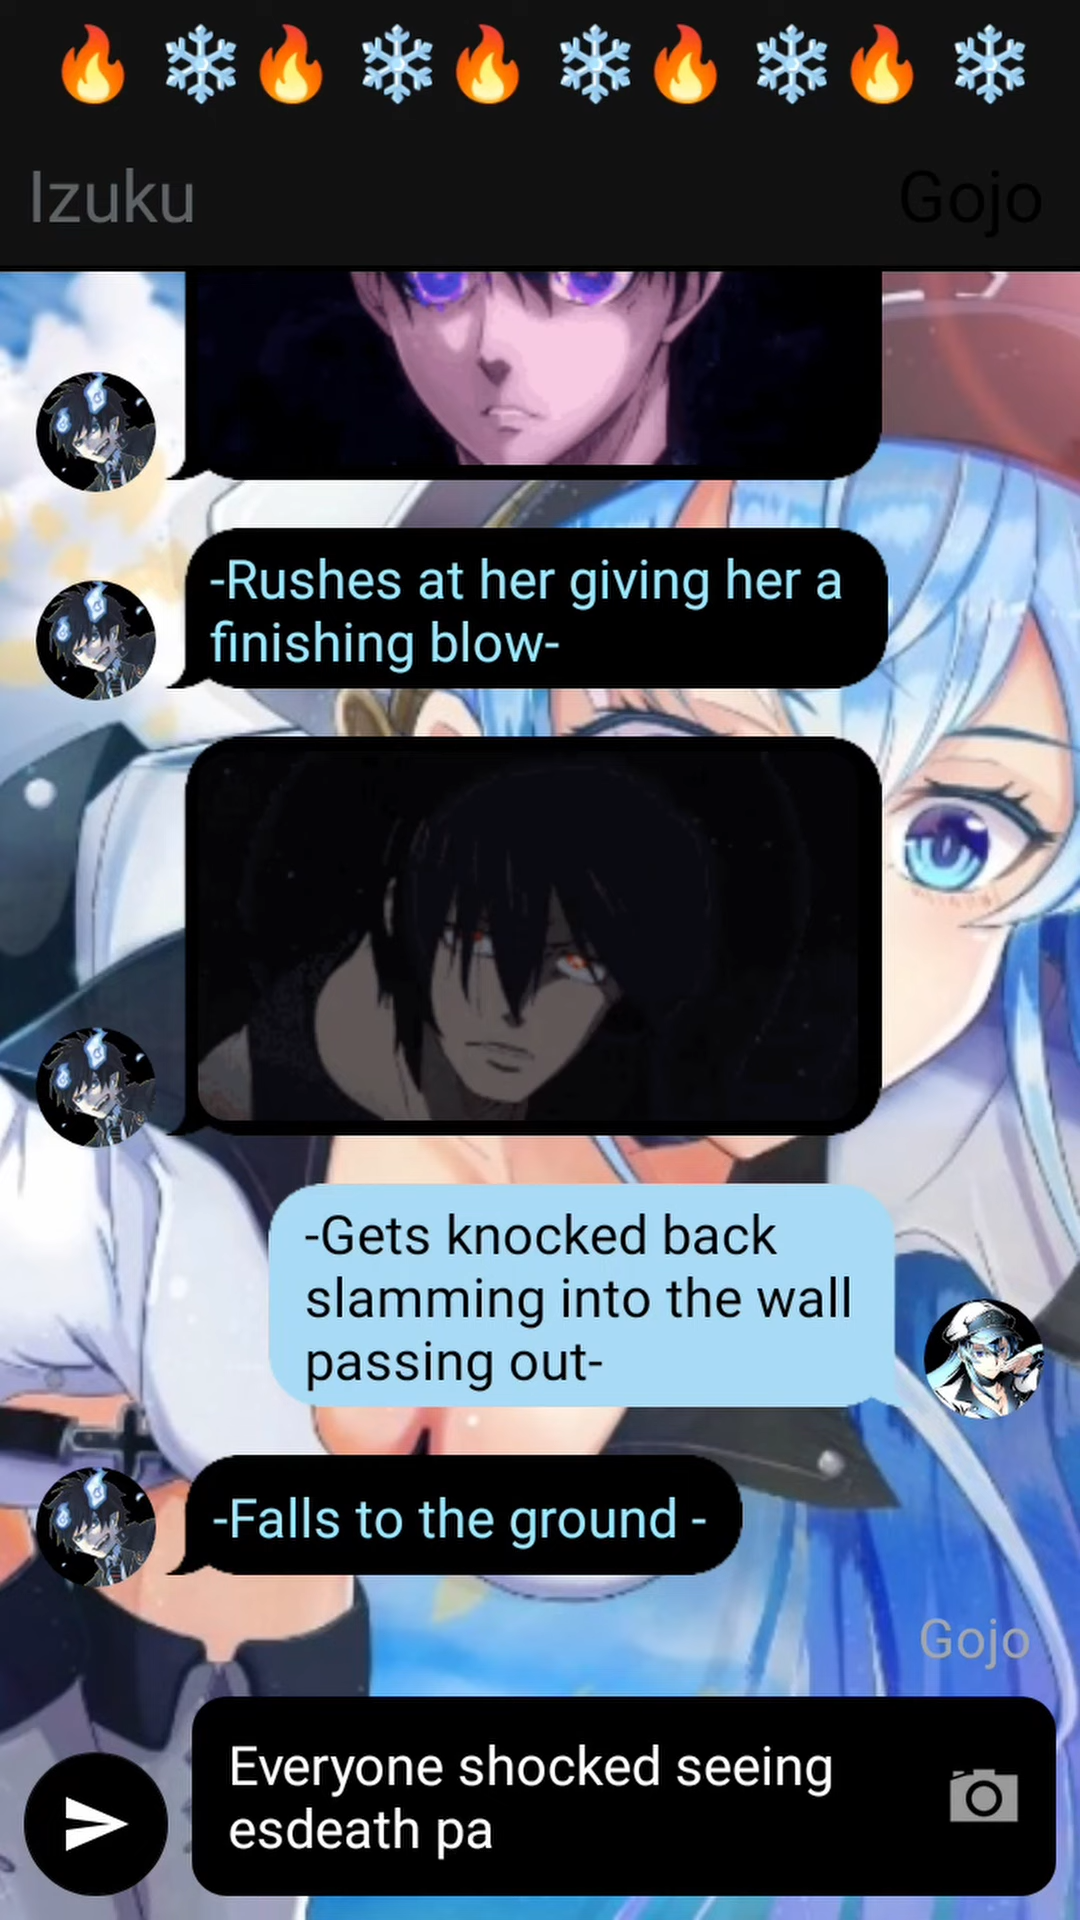 Izuku
Gojo
-Rushes at her giving her a
finishing blow-
-Gets knocked back
slamming into the wall
passing out-
-Falls to the ground -
Gojo
Everyone shocked seeing
esdeath pa